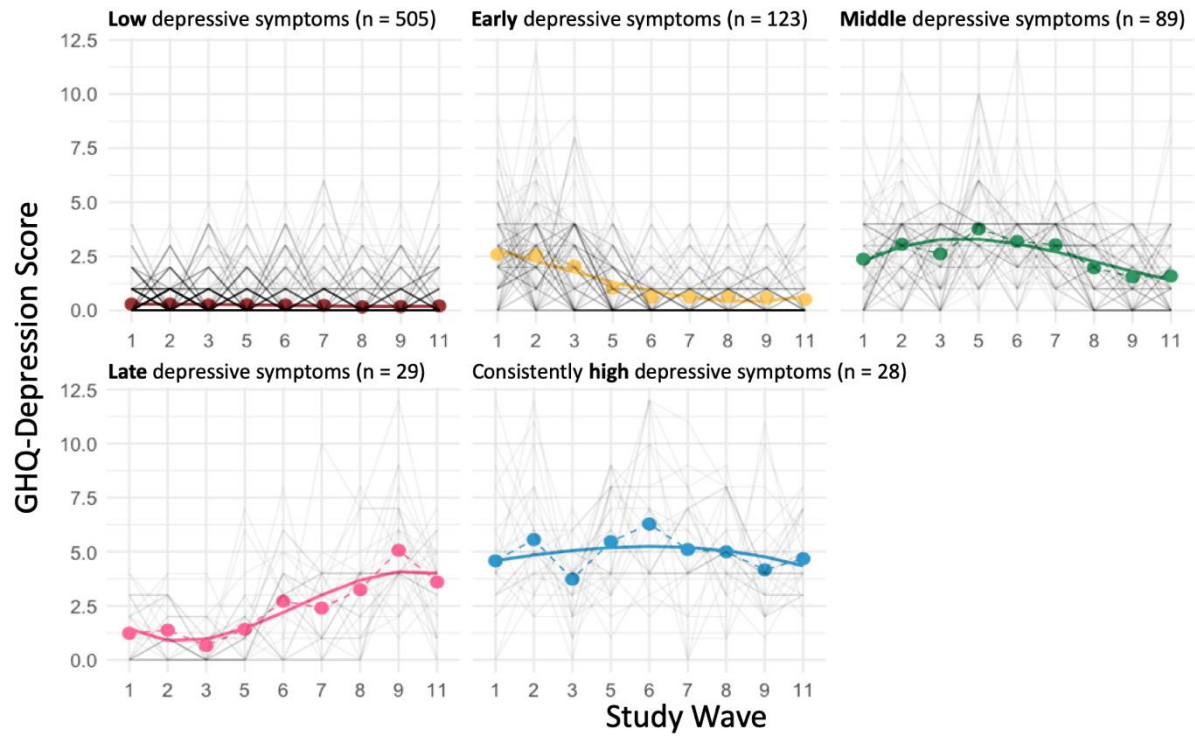 Low depressive symptoms (n = 505)
Early depressive symptoms (n = 123)
Middle depressive symptoms (n = 89)
12.5
10.0
7.5
5.0
2.5
0.0
1 2 3 5 6 7 8 9 11
1 2 3 5 6 7 8 9 11
1 2 3 5 6 7 8 9 11
Late depressive symptoms (n = 29)
Consistently high depressive symptoms (n = 28)
12.5
10.0
7.5
5.0
2.5
0.0
1 2 3 5 6 7 8 9 11
1 2 3 5 6 7 8 9 11
GHQ-Depression Score
Study Wave